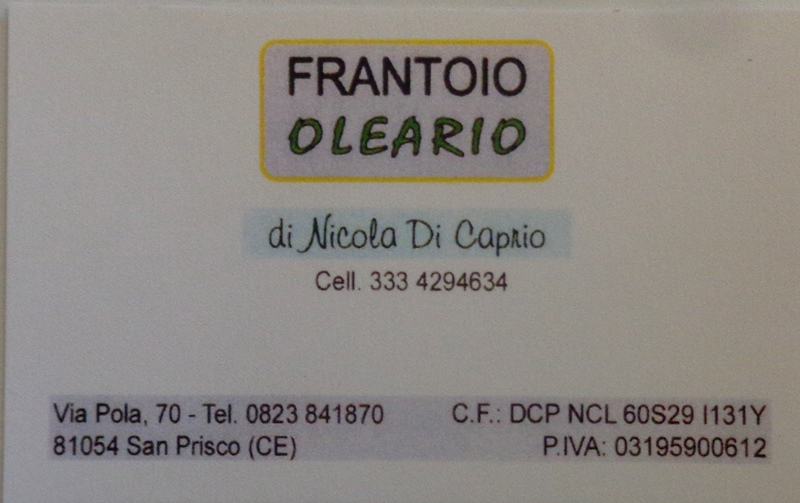 FRANTOIO
OLEARIO
di Nicola Di Caprio
Cell. 333 4294634
Via Pola, 70 - Tel. 0823 841870
81054 San Prisco (CE)
C.F.: DCP NCL 60S29 I131Y
P.IVA: 03195900612